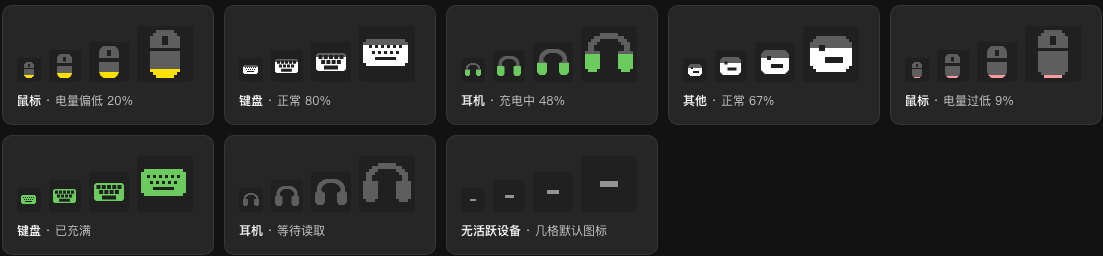 鼠标 · 电量偏低 20%
键盘 · 正常 80%
耳机 · 充电中 48%
其他 · 正常 67%
鼠标 · 电量过低 9%
键盘 · 已充满
耳机 · 等待读取
无活跃设备 · 几格默认图标